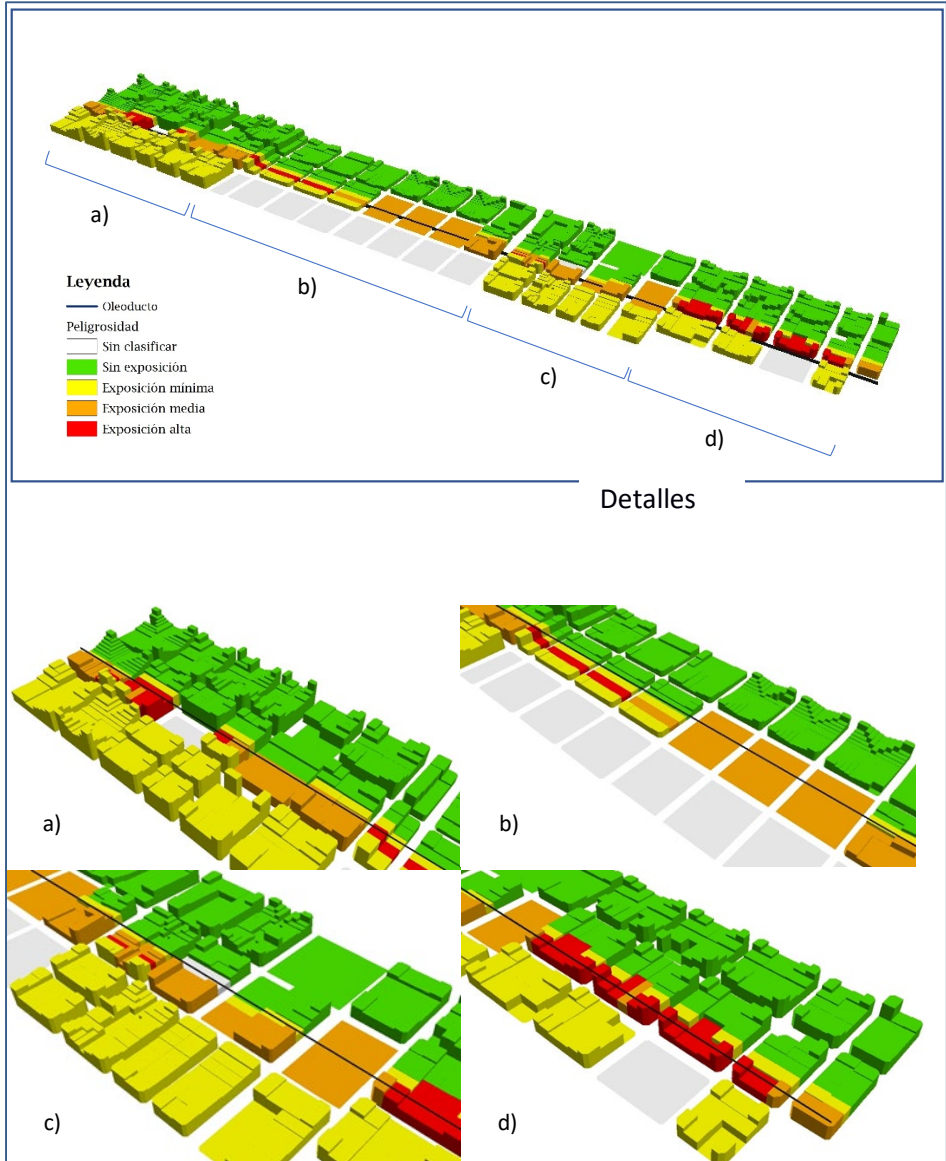 a)
b)
c)
d)
Leyenda
Oleoducto
Peligrosidad
Sin clasificar
Sin exposición
Exposición mínima
Exposición media
Exposición alta
Detalles
a)
b)
c)
d)